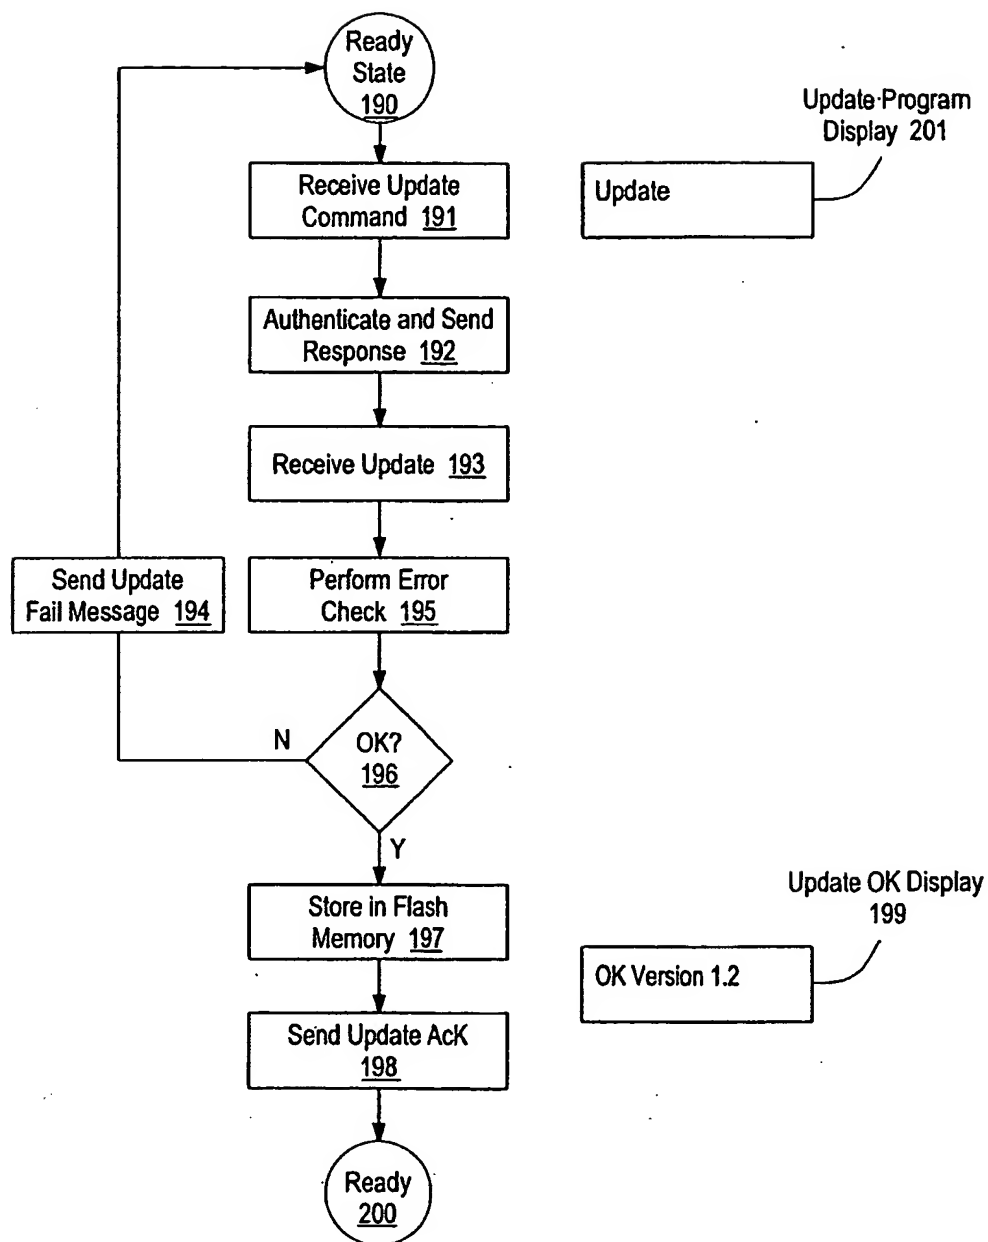 Ready
State
190
Update Program
Display 201
Receive Update
Command 191
Update
Authenticate and Send
Response 192
Receive Update 193
Send Update
Fail Message 194
Perform Error
Check 195
N
OK?
196
Y
Update OK Display
199
Store in Flash
Memory 197
OK Version 1.2
Send Update AcK
198
Ready
200